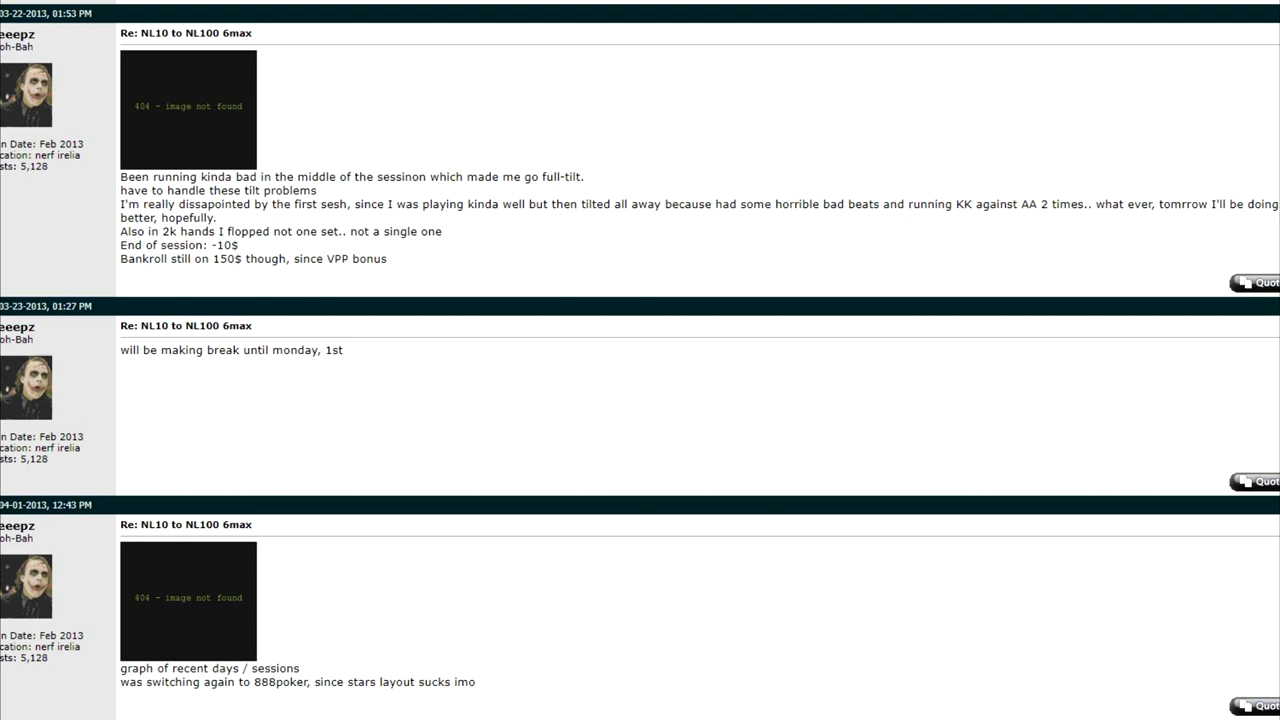 03-22-2013, 01:53 PM
eeepz
oh-Bah
n Date: Feb 2013
cation: nerf irelia
sts: 5,128
Re: NL10 to NL100 6max
404 - image not found
Been running kinda bad in the middle of the sessinon which made me go full-tilt.
have to handle these tilt problems
I'm really dissapointed by the first sesh, since I was playing kinda well but then tilted all away because had some horrible bad beats and running KK against AA 2 times.. what ever, tomrrow I'll be doing
better, hopefully.
Also in 2k hands I flopped not one set.. not a single one
End of session: -10$
Bankroll still on 150$ though, since VPP bonus
Quot
03-23-2013, 01:27 PM
eeepz
oh-Bah
n Date: Feb 2013
cation: nerf irelia
sts: 5,128
Re: NL10 to NL100 6max
will be making break until monday, 1st
Quot
04-01-2013, 12:43 PM
eeepz
oh-Bah
n Date: Feb 2013
cation: nerf irelia
sts: 5,128
Re: NL10 to NL100 6max
404 - image not found
graph of recent days / sessions
was switching again to 888poker, since stars layout sucks imo
Quot